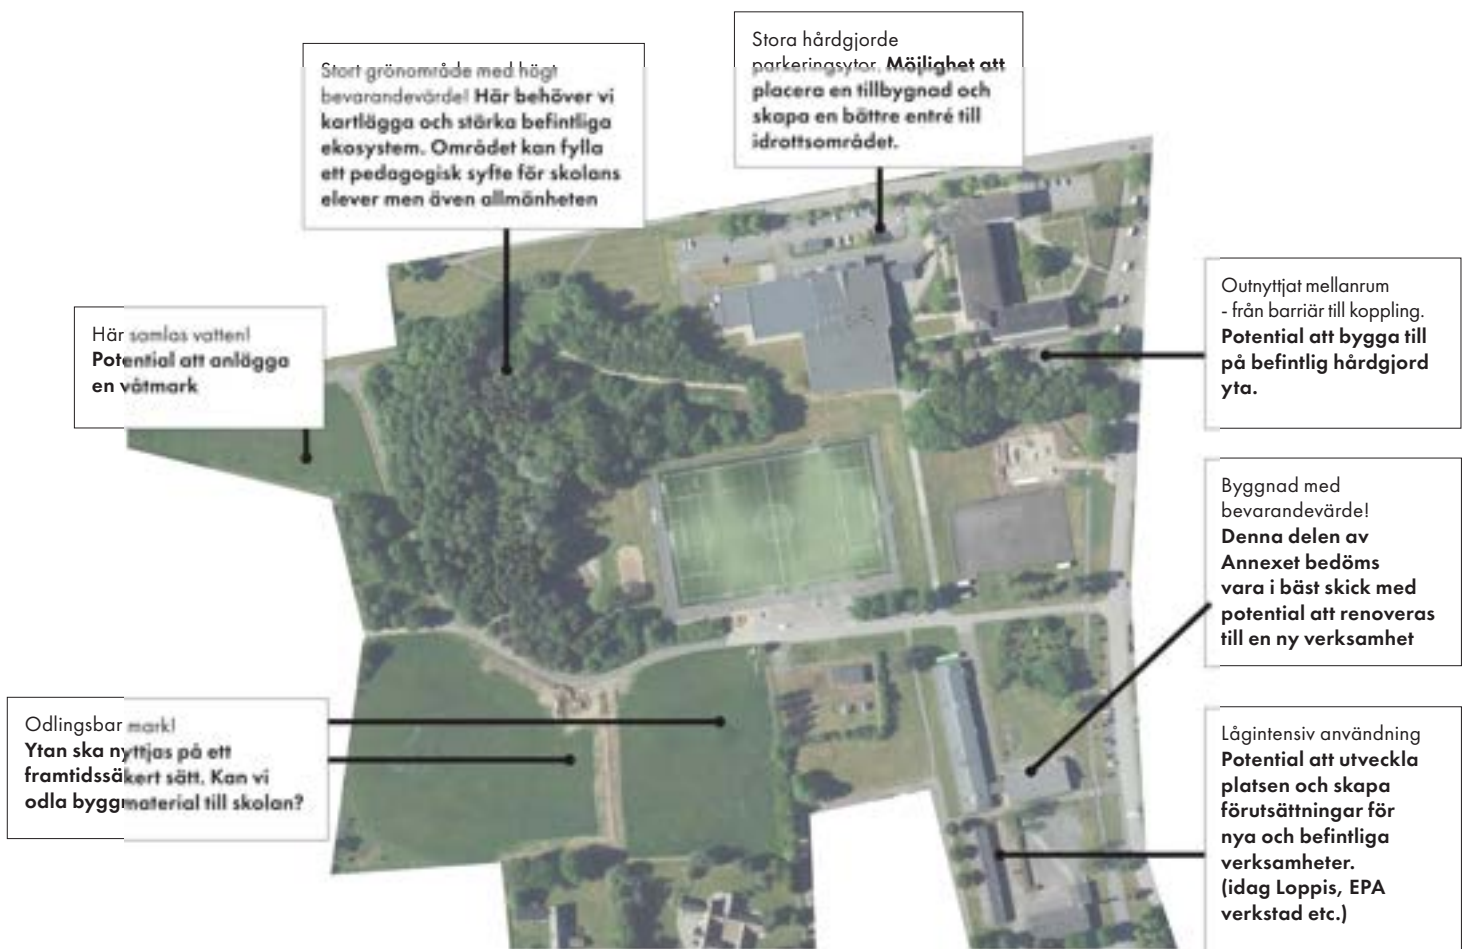 Stort grönområde med högt
bevarandevärde! Här behöver vi
kartlägga och stärka befintliga
ekosystem. Området kan fylla
ett pedagogisk syfte för skolans
elever men även allmänheten
Stora hårdgjorde
parkeringsytor. Möjlighet att
placera en tillbygnad och
skapa en bättre entré till
idrottsområdet.
Här samlas vatten!
Potential att anlägga
en våtmark
Outnyttjat mellanrum
- från barriär till koppling.
Potential att bygga till
på befintlig hårdgjord
yta.
Byggnad med
bevarandevärde!
Denna delen av
Annexet bedöms
vara i bäst skick med
potential att renoveras
till en ny verksamhet
Odlingsbar mark!
Ytan ska nyttjas på ett
framtidssäkert sätt. Kan vi
odla byggmaterial till skolan?
Lågintensiv användning
Potential att utveckla
platsen och skapa
förutsättningar för
nya och befintliga
verksamheter.
(idag Loppis, EPA
verkstad etc.)